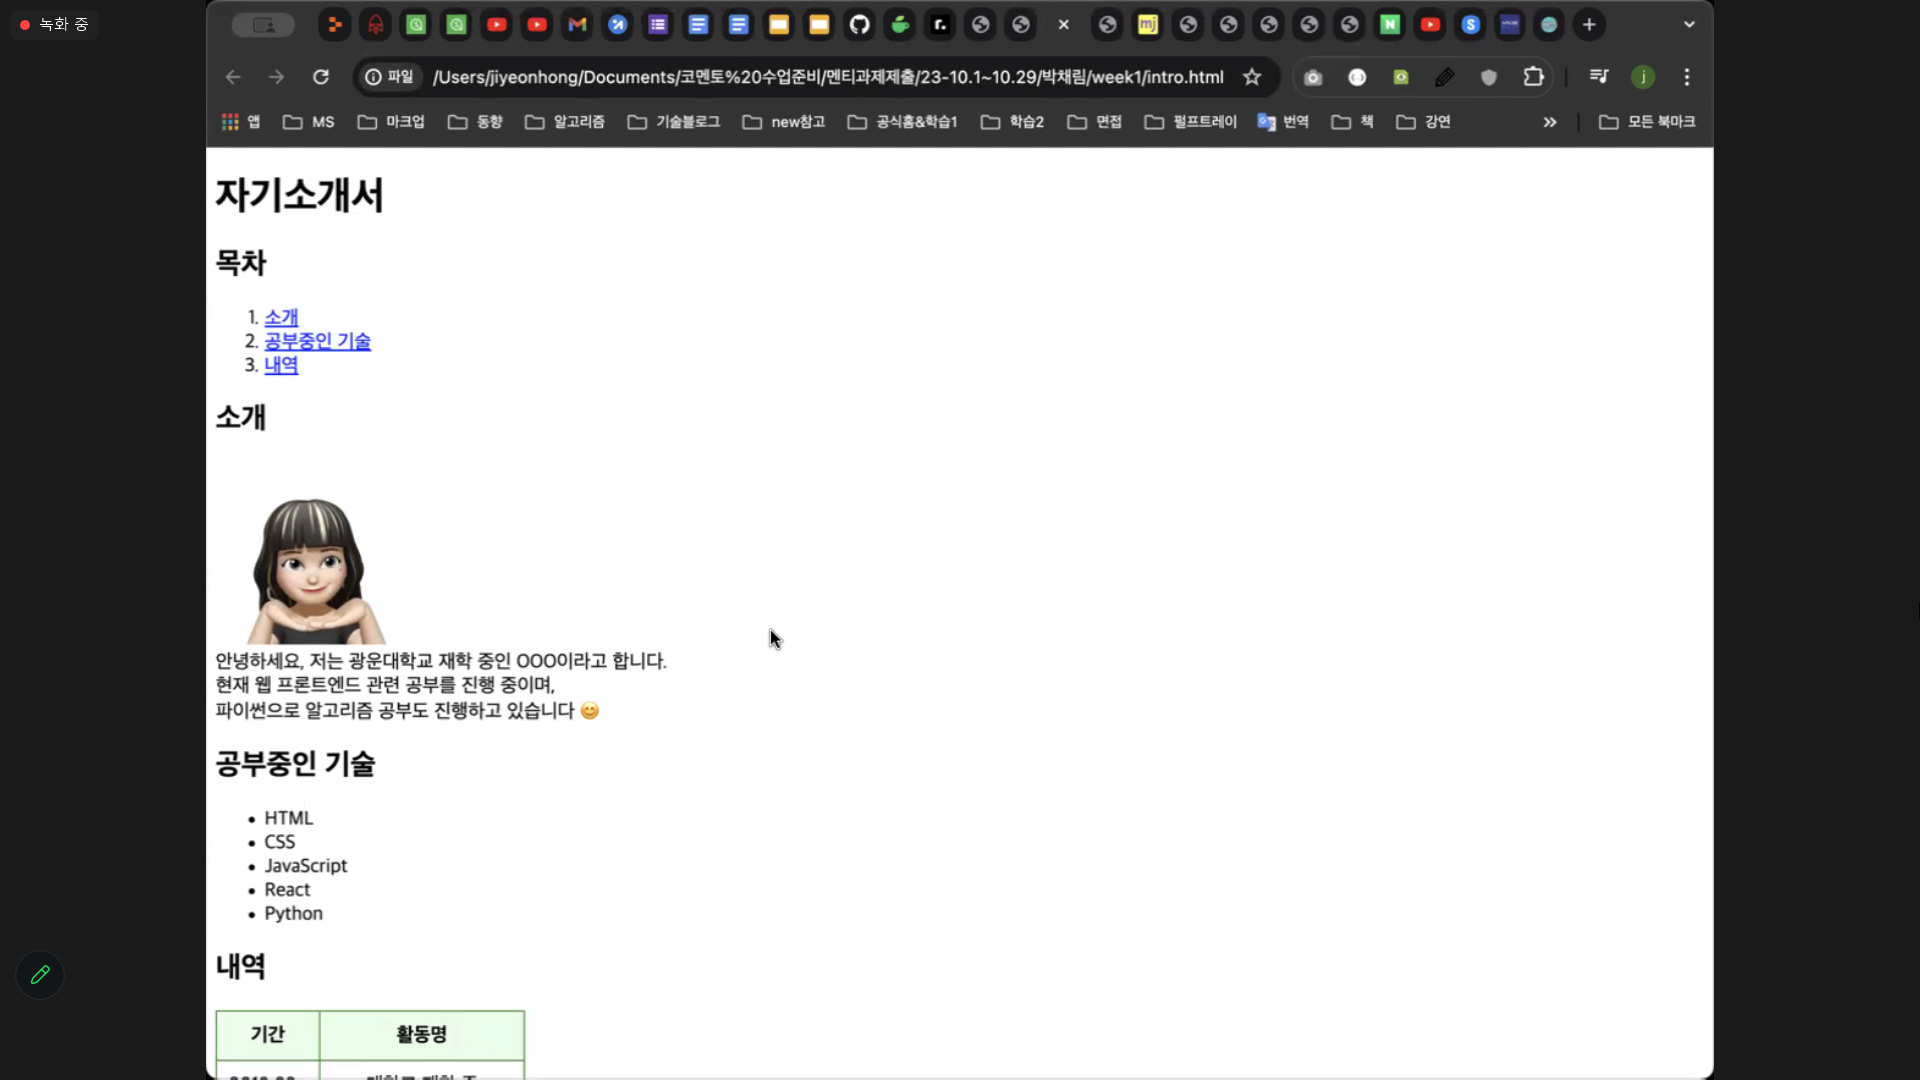 녹화 중
파일 /Users/jiyeonhong/Documents/코멘토%20수업준비/멘티과제제출/23-10.1~10.29/박채림/week1/intro.html
앱 MS 마크업 동향 알고리즘 기술블로그 new참고 공식홈&학습1 학습2 면접 펄프트레이 번역 책 강연 » 모든 북마크
자기소개서
목차
1. 소개
2. 공부중인 기술
3. 내역
소개
안녕하세요, 저는 광운대학교 재학 중인 OOO이라고 합니다.
현재 웹 프론트엔드 관련 공부를 진행 중이며,
파이썬으로 알고리즘 공부도 진행하고 있습니다 😊
공부중인 기술
• HTML
• CSS
• JavaScript
• React
• Python
내역
기간 활동명